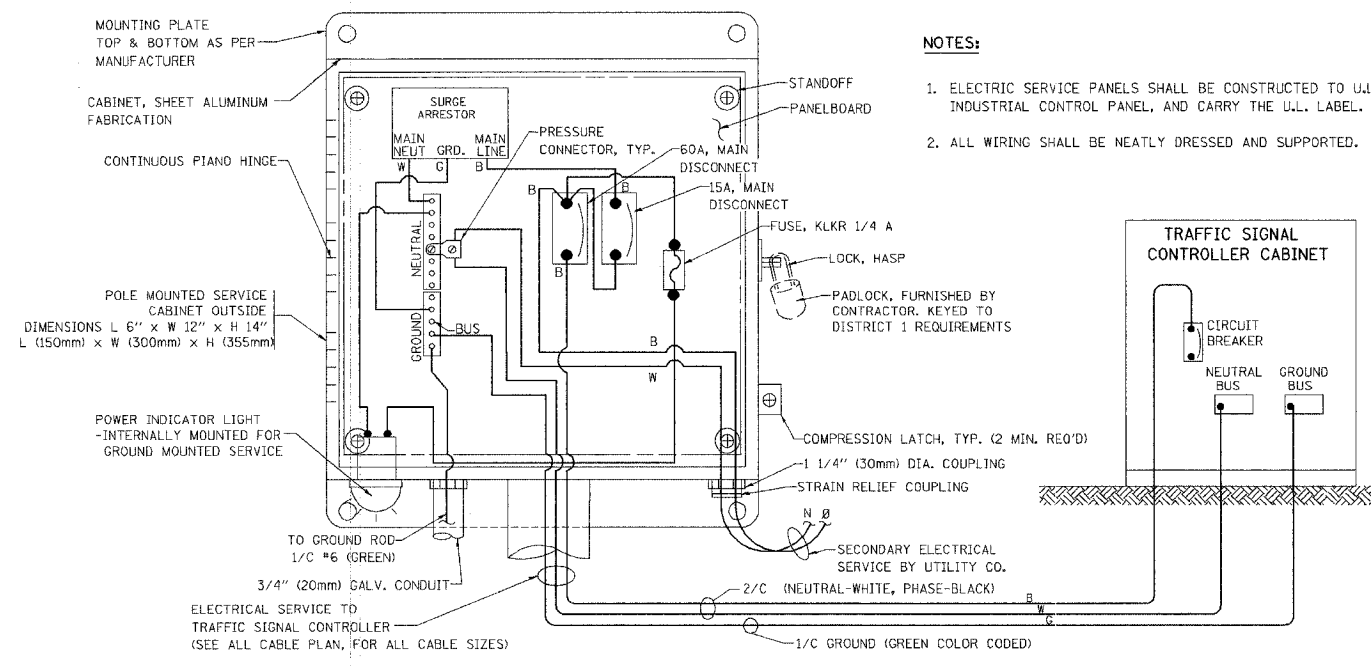 MOUNTING PLATE
TOP & BOTTOM AS PER
MANUFACTURER
CABINET, SHEET ALUMINUM
FABRICATION
CONTINUOUS PIANO HINGE
POLE MOUNTED SERVICE
CABINET OUTSIDE
DIMENSIONS L 6" x W 12" x H 14"
L (150mm) x W (300mm) x H (355mm)
POWER INDICATOR LIGHT
-INTERNALLY MOUNTED FOR
GROUND MOUNTED SERVICE
TO GROUND ROD
1/C #6 (GREEN)
3/4" (20mm) GALV. CONDUIT
ELECTRICAL SERVICE TO
TRAFFIC SIGNAL CONTROLLER
(SEE ALL CABLE PLAN, FOR ALL CABLE SIZES)
SURGE
ARRESTOR
MAIN
NEUT
GRD.
MAIN
LINE
W
G
B
NEUTRAL
GROUND
BUS
PRESSURE
CONNECTOR, TYP.
60A, MAIN
DISCONNECT
15A, MAIN
DISCONNECT
B
B
B
B
W
STANDOFF
PANELBOARD
FUSE, KLKR 1/4 A
LOCK, HASP
PADLOCK, FURNISHED BY
CONTRACTOR. KEYED TO
DISTRICT 1 REQUIREMENTS
COMPRESSION LATCH, TYP. (2 MIN. REQ'D)
1 1/4" (30mm) DIA. COUPLING
STRAIN RELIEF COUPLING
N Ø
SECONDARY ELECTRICAL
SERVICE BY UTILITY CO.
2/C (NEUTRAL-WHITE, PHASE-BLACK)
B
W
G
1/C GROUND (GREEN COLOR CODED)
NOTES:
1. ELECTRIC SERVICE PANELS SHALL BE CONSTRUCTED TO U.L
INDUSTRIAL CONTROL PANEL, AND CARRY THE U.L. LABEL.
2. ALL WIRING SHALL BE NEATLY DRESSED AND SUPPORTED.
TRAFFIC SIGNAL
CONTROLLER CABINET
CIRCUIT
BREAKER
NEUTRAL
BUS
GROUND
BUS